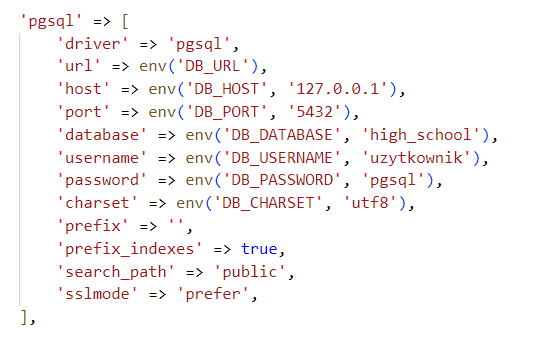 'pgsql' => [
'driver' => 'pgsql',
'url' => env('DB_URL'),
'host' => env('DB_HOST', '127.0.0.1'),
'port' => env('DB_PORT', '5432'),
'database' => env('DB_DATABASE', 'high_school'),
'username' => env('DB_USERNAME', 'uzytkownik'),
'password' => env('DB_PASSWORD', 'pgsql'),
'charset' => env('DB_CHARSET', 'utf8'),
'prefix' => '',
'prefix_indexes' => true,
'search_path' => 'public',
'sslmode' => 'prefer',
],